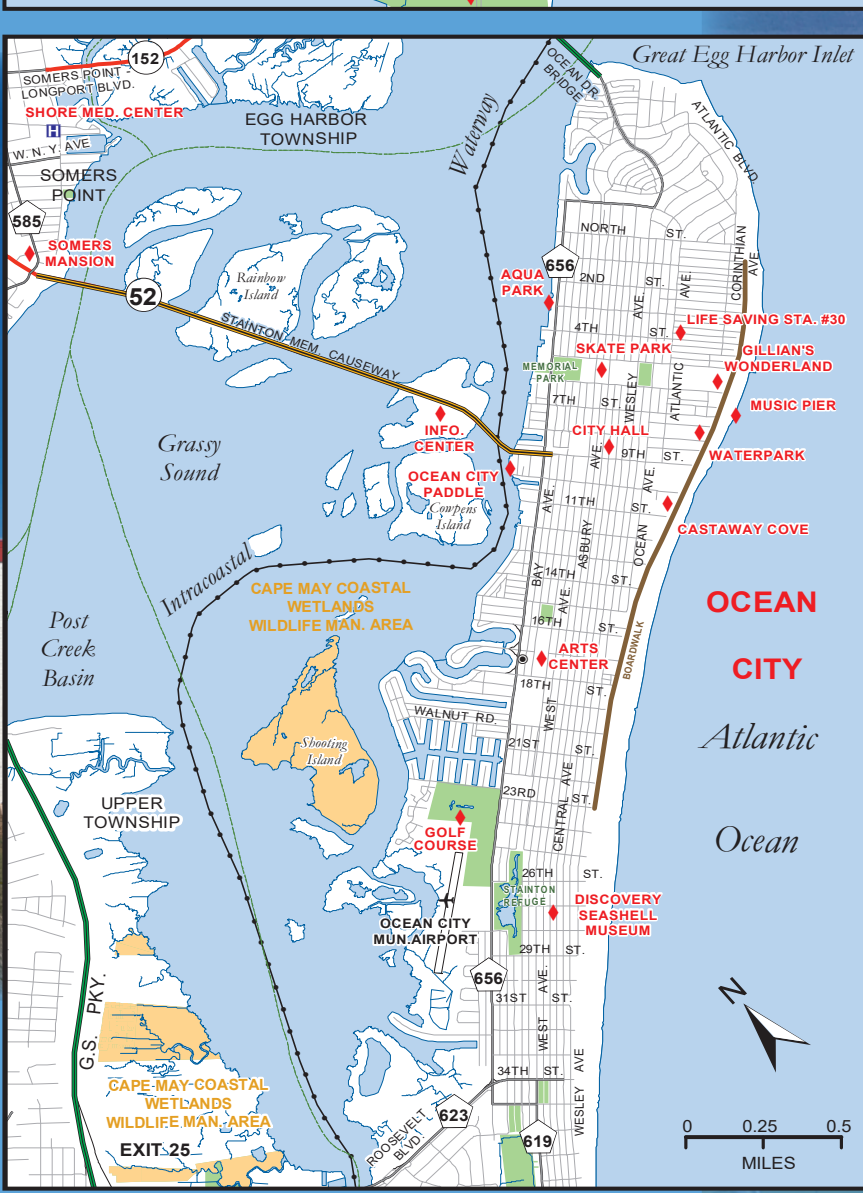 Great Egg Harbor Inlet
152
SOMERS POINT -
LONGPORT BLVD.
OCEAN DR.
BRIDGE
SHORE MED. CENTER
H
EGG HARBOR
TOWNSHIP
Waterway
ATLANTIC BLVD.
W. N. Y. AVE
SOMERS
POINT
585
SOMERS
MANSION
NORTH ST.
CORINTHIAN
AVE
656
AQUA
PARK
2ND ST.
AVE.
AVE.
Rainbow
Island
52
STAINTON MEM. CAUSEWAY
4TH ST.
LIFE SAVING STA. #30
SKATE PARK
GILLIAN'S
WONDERLAND
MEMORIAL
PARK
WESLEY
ATLANTIC
7TH ST.
MUSIC PIER
INFO.
CENTER
CITY HALL
9TH ST.
WATERPARK
Grassy
Sound
OCEAN CITY
PADDLE
AVE.
AVE.
AVE.
Cowpens
Island
11TH ST.
CASTAWAY COVE
ASBURY
OCEAN
Intracoastal
14TH ST.
BAY
AVE.
CAPE MAY COASTAL
WETLANDS
WILDLIFE MAN. AREA
OCEAN
CITY
Post
Creek
Basin
16TH ST.
BOARDWALK
ARTS
CENTER
18TH ST.
WEST
WALNUT RD.
Atlantic
Ocean
Shooting
Island
21ST ST.
UPPER
TOWNSHIP
23RD ST.
CENTRAL AVE
GOLF
COURSE
26TH ST.
STAINTON
REFUGE
DISCOVERY
SEASHELL
MUSEUM
OCEAN CITY
MUN.AIRPORT
29TH ST.
656
AVE.
31ST ST.
N
G.S. PKY.
WEST
WESLEY AVE
34TH ST.
CAPE MAY COASTAL
WETLANDS
WILDLIFE MAN. AREA
623
ROOSEVELT
BLVD.
619
EXIT 25
0 0.25 0.5
MILES